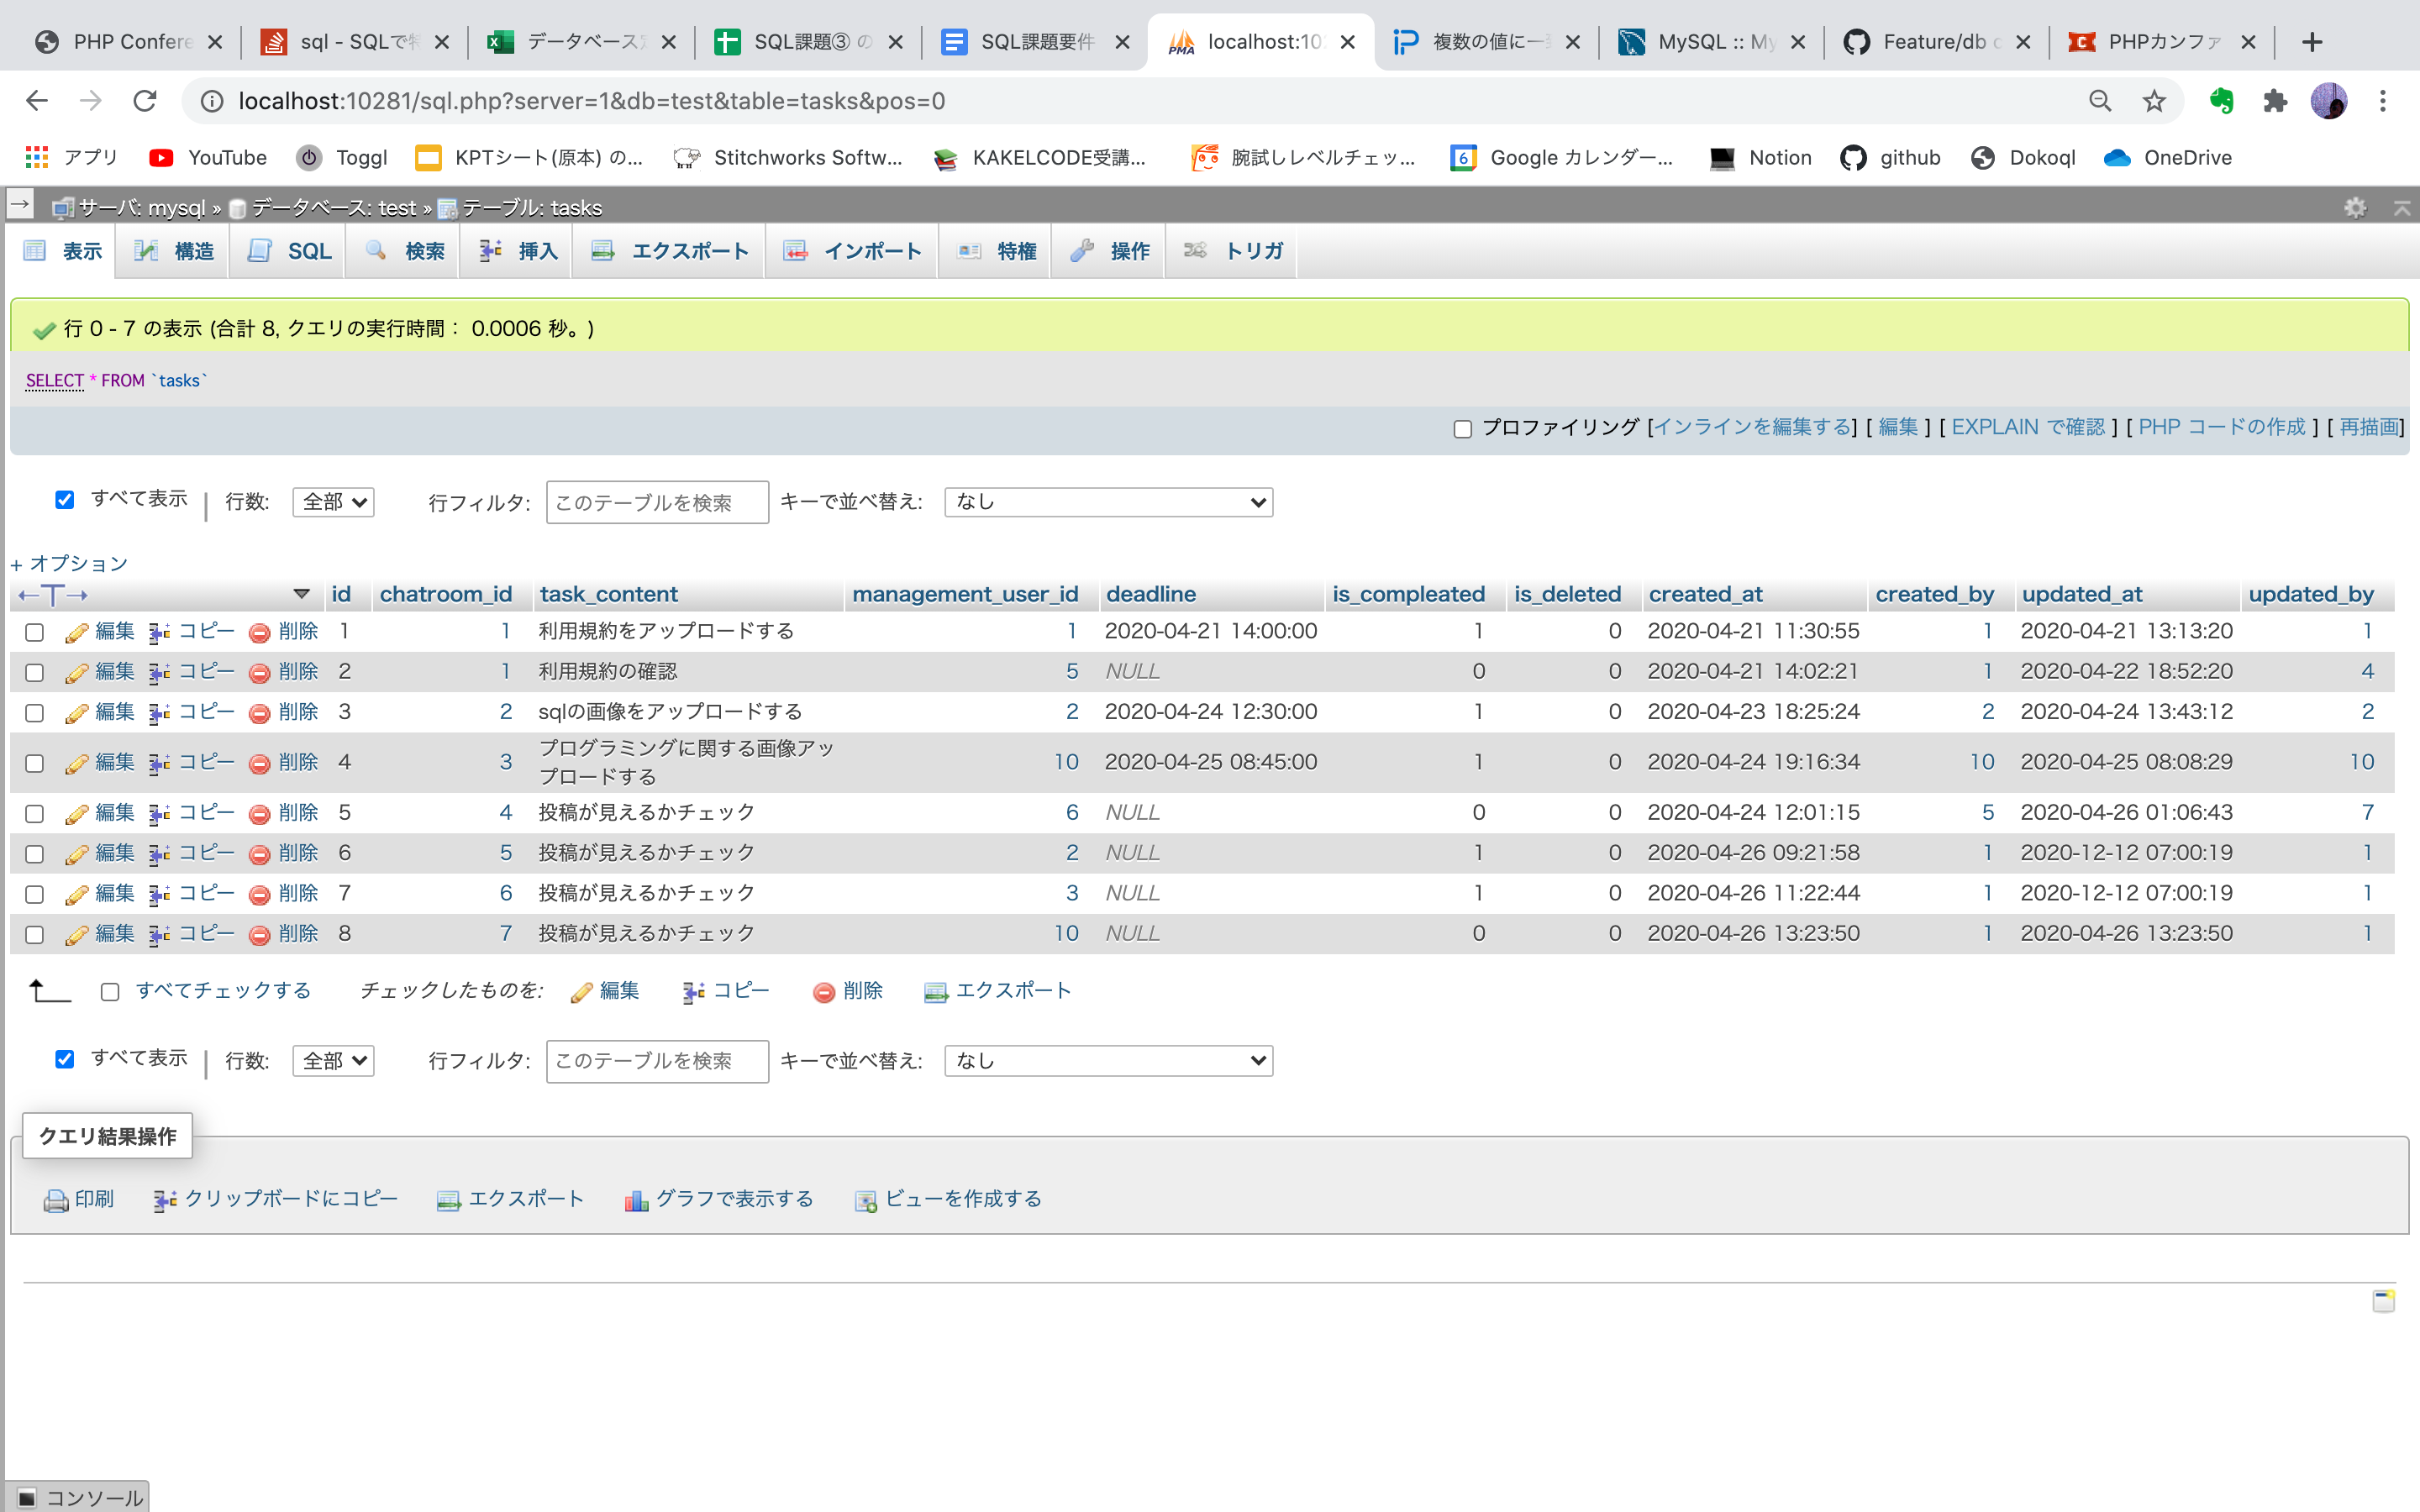 PHP Confere
sql - SQLで特
データベース定
SQL課題③ の
SQL課題要件
localhost:102
複数の値に一致
MySQL :: My
Feature/db c
PHPカンファ
localhost:10281/sql.php?server=1&db=test&table=tasks&pos=0
アプリ YouTube Toggl KPTシート(原本) の... Stitchworks Softw... KAKELCODE受講... 腕試しレベルチェッ... Google カレンダー... Notion github Dokoql OneDrive
サーバ: mysql » データベース: test » テーブル: tasks
表示 構造 SQL 検索 挿入 エクスポート インポート 特権 操作 トリガ
行 0 - 7 の表示 (合計 8, クエリの実行時間： 0.0006 秒。)
SELECT * FROM `tasks`
プロファイリング [インラインを編集する] [ 編集 ] [ EXPLAIN で確認 ] [ PHP コードの作成 ] [ 再描画]
すべて表示 | 行数: 全部 行フィルタ: このテーブルを検索 キーで並べ替え: なし
+ オプション
←T→ id chatroom_id task_content management_user_id deadline is_compleated is_deleted created_at created_by updated_at updated_by
編集 コピー 削除 1 1 利用規約をアップロードする 1 2020-04-21 14:00:00 1 0 2020-04-21 11:30:55 1 2020-04-21 13:13:20 1
編集 コピー 削除 2 1 利用規約の確認 5 NULL 0 0 2020-04-21 14:02:21 1 2020-04-22 18:52:20 4
編集 コピー 削除 3 2 sqlの画像をアップロードする 2 2020-04-24 12:30:00 1 0 2020-04-23 18:25:24 2 2020-04-24 13:43:12 2
編集 コピー 削除 4 3 プログラミングに関する画像アッ
プロードする 10 2020-04-25 08:45:00 1 0 2020-04-24 19:16:34 10 2020-04-25 08:08:29 10
編集 コピー 削除 5 4 投稿が見えるかチェック 6 NULL 0 0 2020-04-24 12:01:15 5 2020-04-26 01:06:43 7
編集 コピー 削除 6 5 投稿が見えるかチェック 2 NULL 1 0 2020-04-26 09:21:58 1 2020-12-12 07:00:19 1
編集 コピー 削除 7 6 投稿が見えるかチェック 3 NULL 1 0 2020-04-26 11:22:44 1 2020-12-12 07:00:19 1
編集 コピー 削除 8 7 投稿が見えるかチェック 10 NULL 0 0 2020-04-26 13:23:50 1 2020-04-26 13:23:50 1
すべてチェックする チェックしたものを: 編集 コピー 削除 エクスポート
すべて表示 | 行数: 全部 行フィルタ: このテーブルを検索 キーで並べ替え: なし
クエリ結果操作
印刷 クリップボードにコピー エクスポート グラフで表示する ビューを作成する
コンソール